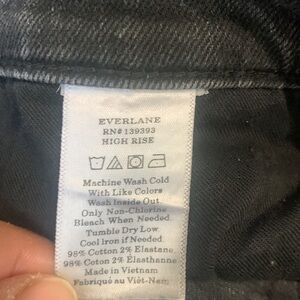 EVERLANE
RN# 139393
HIGH RISE
Machine Wash Cold
With Like Colors
Wash Inside Out
Only Non-Chlorine
Bleach When Needed
Tumble Dry Low
Cool Iron if Needed
98% Cotton 2% Elastane
98% Cotton 2% Élasthanne
Made in Vietnam
Fabriqué au Viêt-Nam